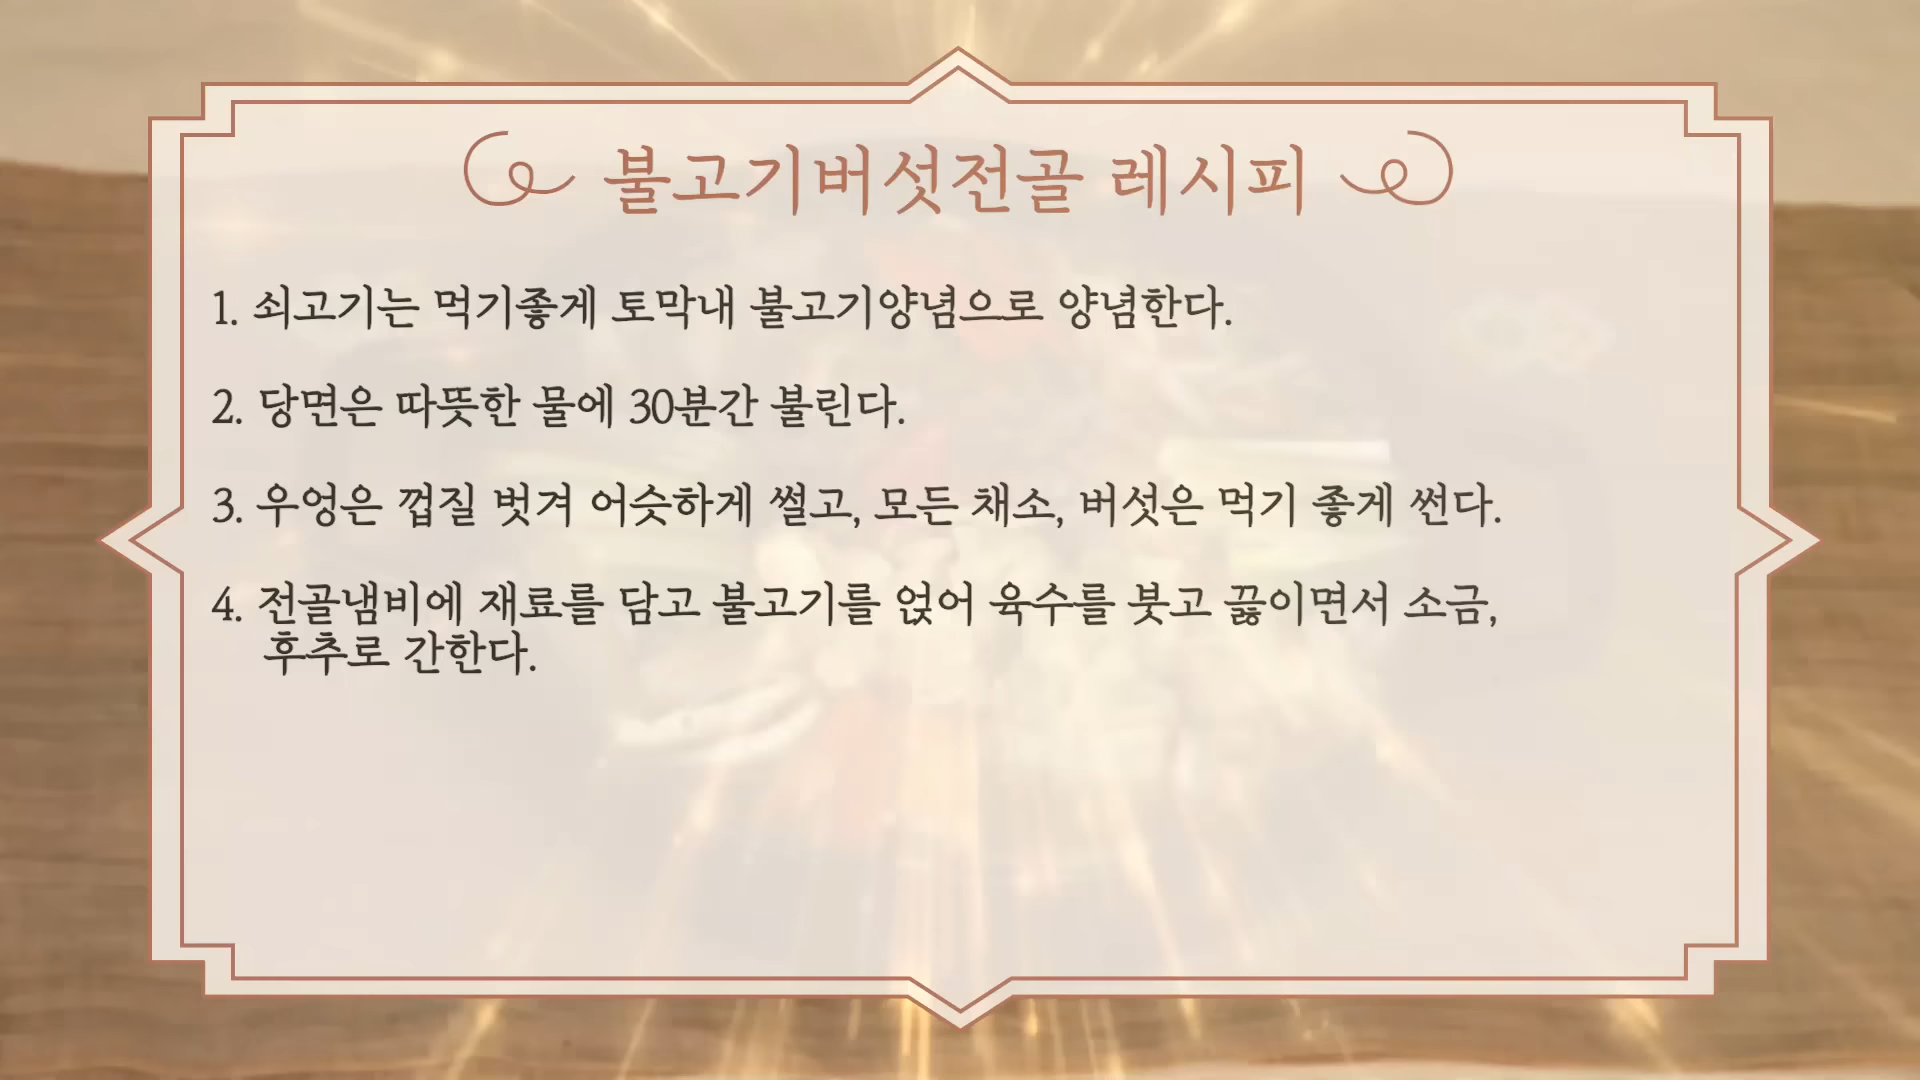 불고기버섯전골 레시피
1. 쇠고기는 먹기좋게 토막내 불고기양념으로 양념한다.
2. 당면은 따뜻한 물에 30분간 불린다.
3. 우엉은 껍질 벗겨 어슷하게 썰고, 모든 채소, 버섯은 먹기 좋게 썬다.
4. 전골냄비에 재료를 담고 불고기를 얹어 육수를 붓고 끓이면서 소금,
후추로 간한다.